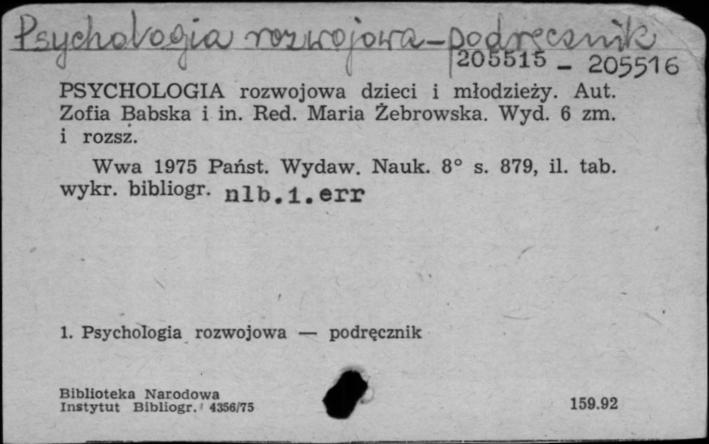 Psychologia rozwojowa - podręcznik
205515 - 205516
PSYCHOLOGIA rozwojowa dzieci i młodzieży. Aut.
Zofia Babska i in. Red. Maria Żebrowska. Wyd. 6 zm.
i rozsz.
Wwa 1975 Państ. Wydaw. Nauk. 8° s. 879, il. tab.
wykr. bibliogr. nlb.1.err
1. Psychologia rozwojowa — podręcznik
Biblioteka Narodowa
Instytut Bibliogr. 4356/75
159.92